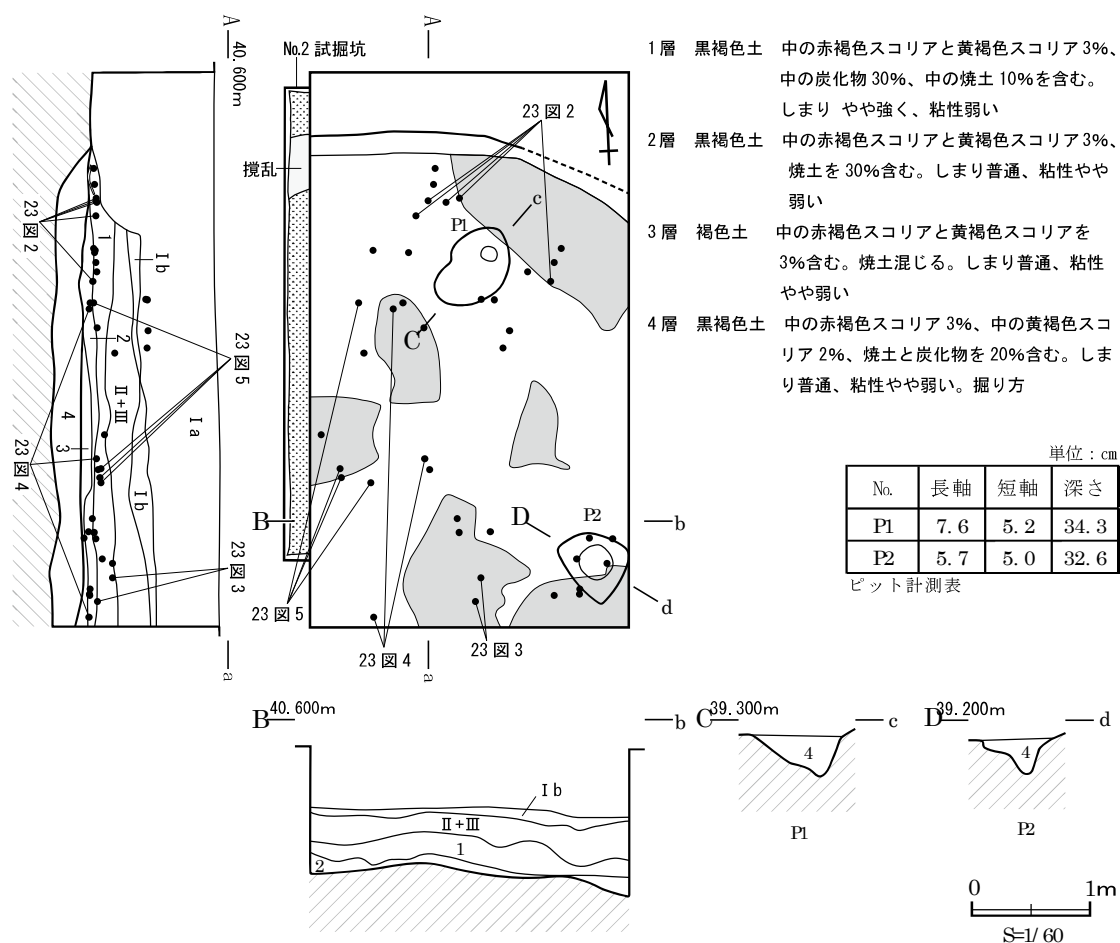 A
40.600m
No.2 試掘坑
A
23 図 2
撹乱
P1
c
C
23 図 2
1
Ⅰb
2
23 図 5
Ⅱ+Ⅲ
Ⅰa
4
3
23 図 4
Ⅰb
23 図 3
a
B
b
D
P2
d
23 図 5
23 図 4
23 図 3
a
1層 黒褐色土 中の赤褐色スコリアと黄褐色スコリア 3%、
中の炭化物 30%、中の焼土 10%を含む。
しまり やや強く、粘性弱い
2層 黒褐色土 中の赤褐色スコリアと黄褐色スコリア 3%、
焼土を 30%含む。しまり普通、粘性やや
弱い
3層 褐色土 中の赤褐色スコリアと黄褐色スコリアを
3%含む。焼土混じる。しまり普通、粘性
やや弱い
4層 黒褐色土 中の赤褐色スコリア 3%、中の黄褐色スコ
リア 2%、焼土と炭化物を 20%含む。しま
り普通、粘性やや弱い。掘り方
単位：cm
No. 長軸 短軸 深さ
P1 7.6 5.2 34.3
P2 5.7 5.0 32.6
ピット計測表
B 40.600m b
Ⅰb
Ⅱ+Ⅲ
1
2
C 39.300m c
4
P1
D 39.200m d
4
P2
0 1m
S=1/60